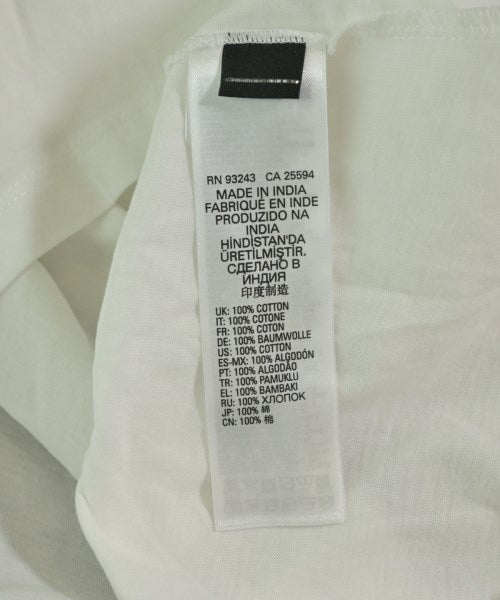 RN 93243 CA 25594
MADE IN INDIA
FABRIQUÉ EN INDE
PRODUZIDO NA
INDIA
HİNDİSTAN'DA
ÜRETİLMİŞTİR.
СДЕЛАНО В
ИНДИЯ
印度制造
UK: 100% COTTON
IT: 100% COTONE
FR: 100% COTON
DE: 100% BAUMWOLLE
US: 100% COTTON
ES-MX: 100% ALGODÓN
PT: 100% ALGODÃO
TR: 100% PAMUKLU
EL: 100% BAMBAKI
RU: 100% ХЛОПОК
JP: 100% 綿
CN: 100% 棉